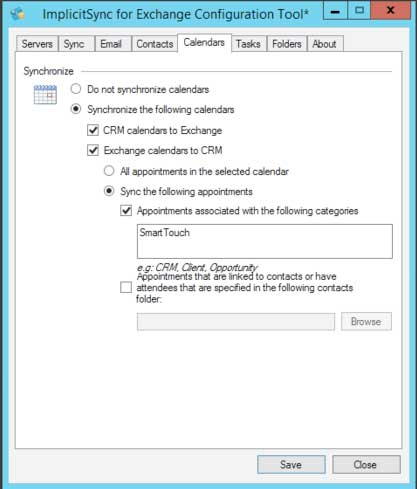 ImplicitSync for Exchange Configuration Tool*
Servers Sync Email Contacts Calendars Tasks Folders About
Synchronize
Do not synchronize calendars
Synchronize the following calendars
CRM calendars to Exchange
Exchange calendars to CRM
All appointments in the selected calendar
Sync the following appointments
Appointments associated with the following categories
SmartTouch
e.g: CRM, Client, Opportunity
Appointments that are linked to contacts or have
attendees that are specified in the following contacts
folder:
Browse
Save Close